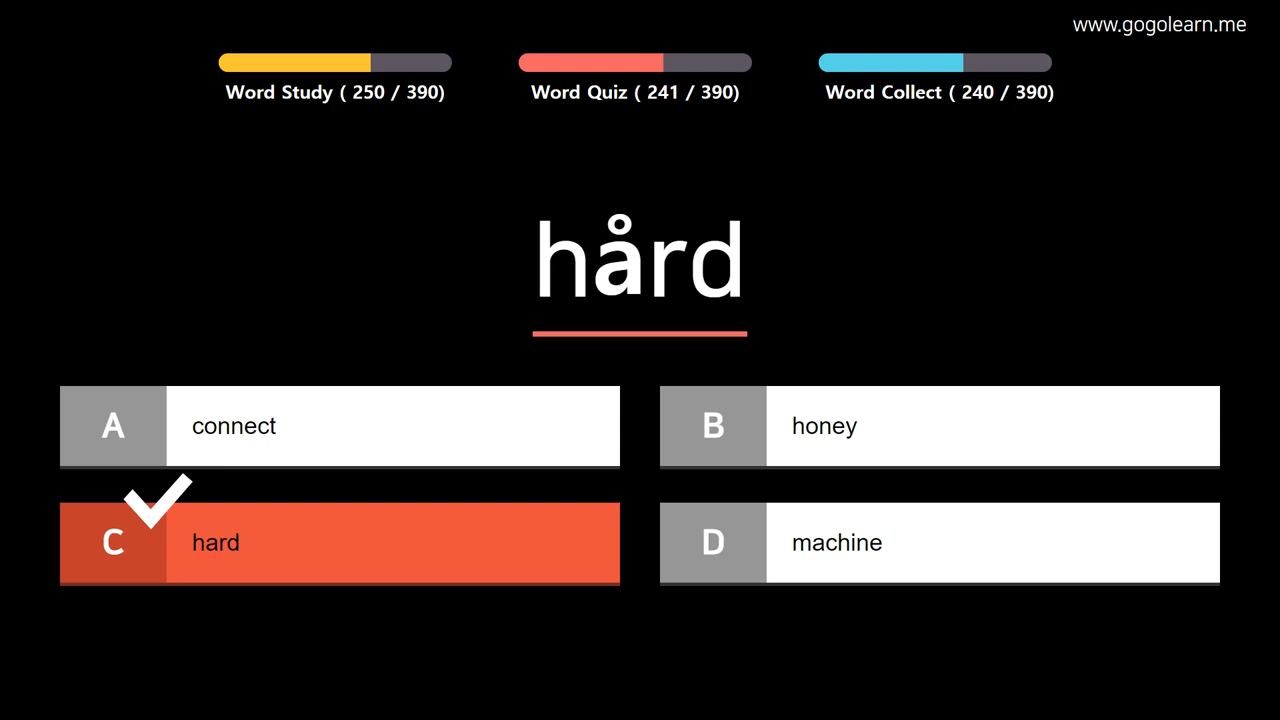 www.gogolearn.me
Word Study ( 250 / 390)
Word Quiz ( 241 / 390)
Word Collect ( 240 / 390)
hård
A connect
B honey
C hard
D machine